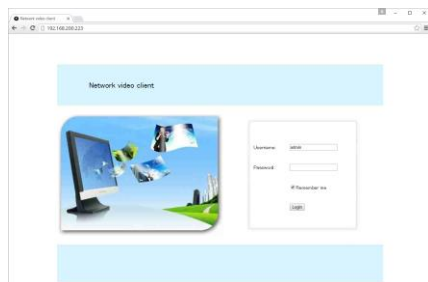 Network video client
192.168.200.223
Network video client
Username: admin
Password:
Remember me
Login